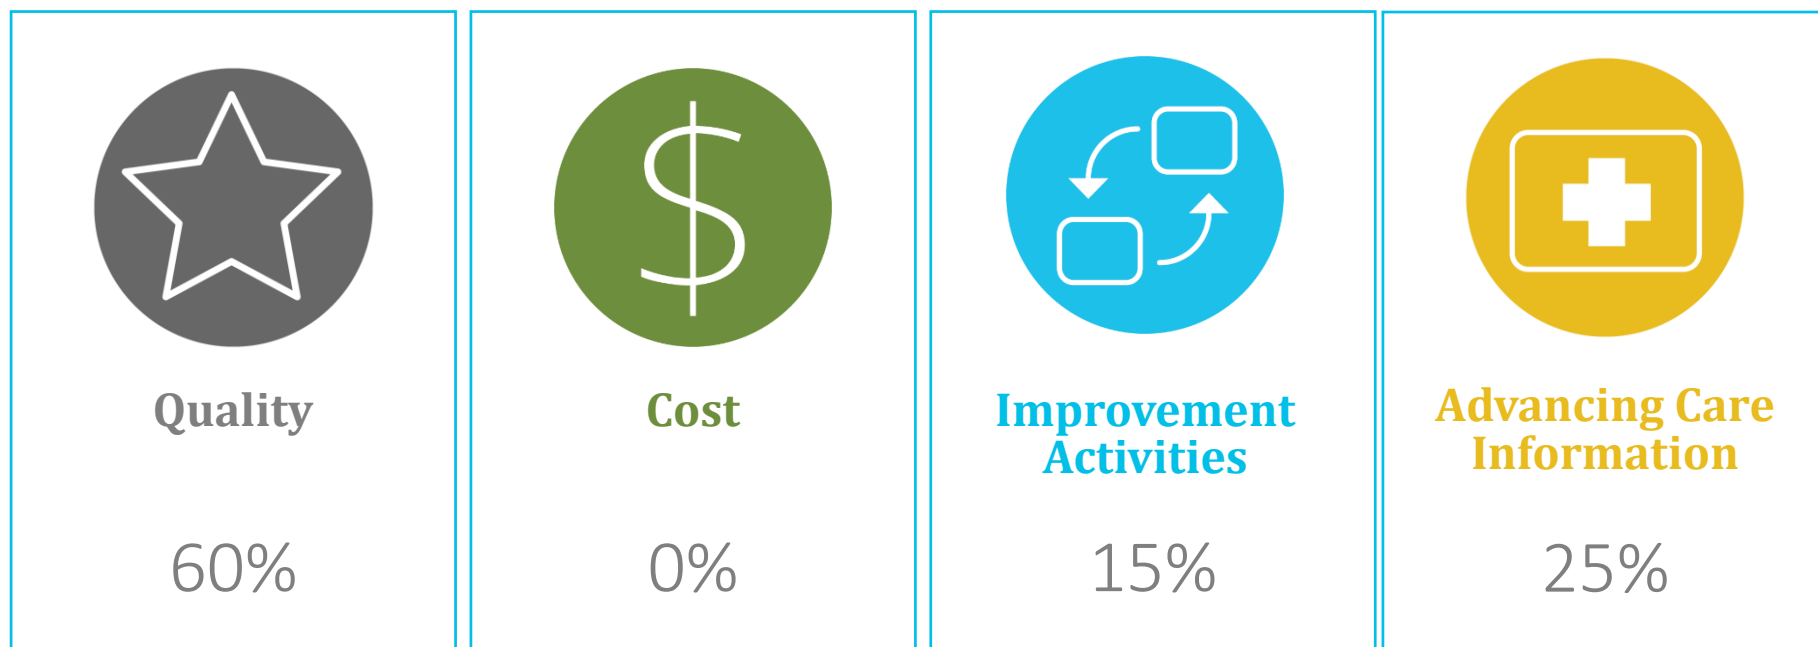 Quality
60%
Cost
0%
Improvement
Activities
15%
Advancing Care
Information
25%